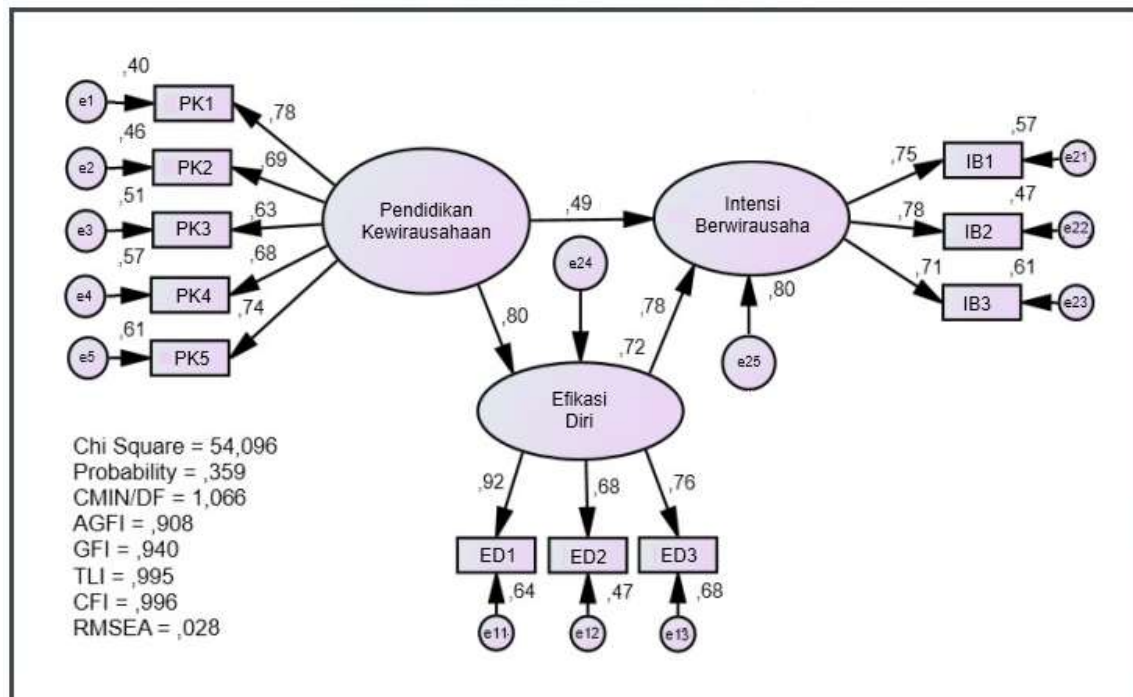 ,40
e1
PK1
,78
,46
e2
PK2
,69
,51
e3
PK3
,63
,57
e4
PK4
,68
,61
e5
PK5
,74
Pendidikan
Kewirausahaan
,49
Intensi
Berwirausaha
,75
IB1
,57
e21
,78
IB2
,47
e22
,71
IB3
,61
e23
e24
,80
,72
,78
,80
e25
Efikasi
Diri
,92
,68
,76
ED1
ED2
ED3
,64
,47
,68
e11
e12
e13
Chi Square = 54,096
Probability = ,359
CMIN/DF = 1,066
AGFI = ,908
GFI = ,940
TLI = ,995
CFI = ,996
RMSEA = ,028